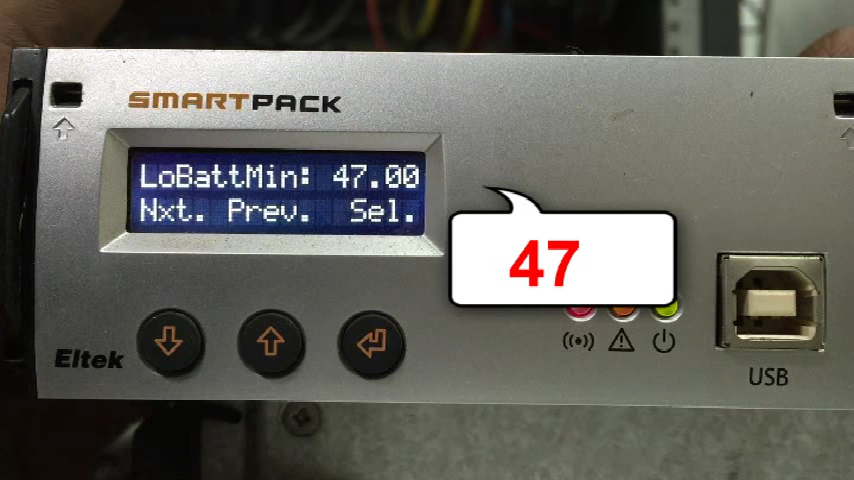 SMARTPACK
LoBattMin: 47.00
Nxt. Prev. Sel.
47
Eltek
USB